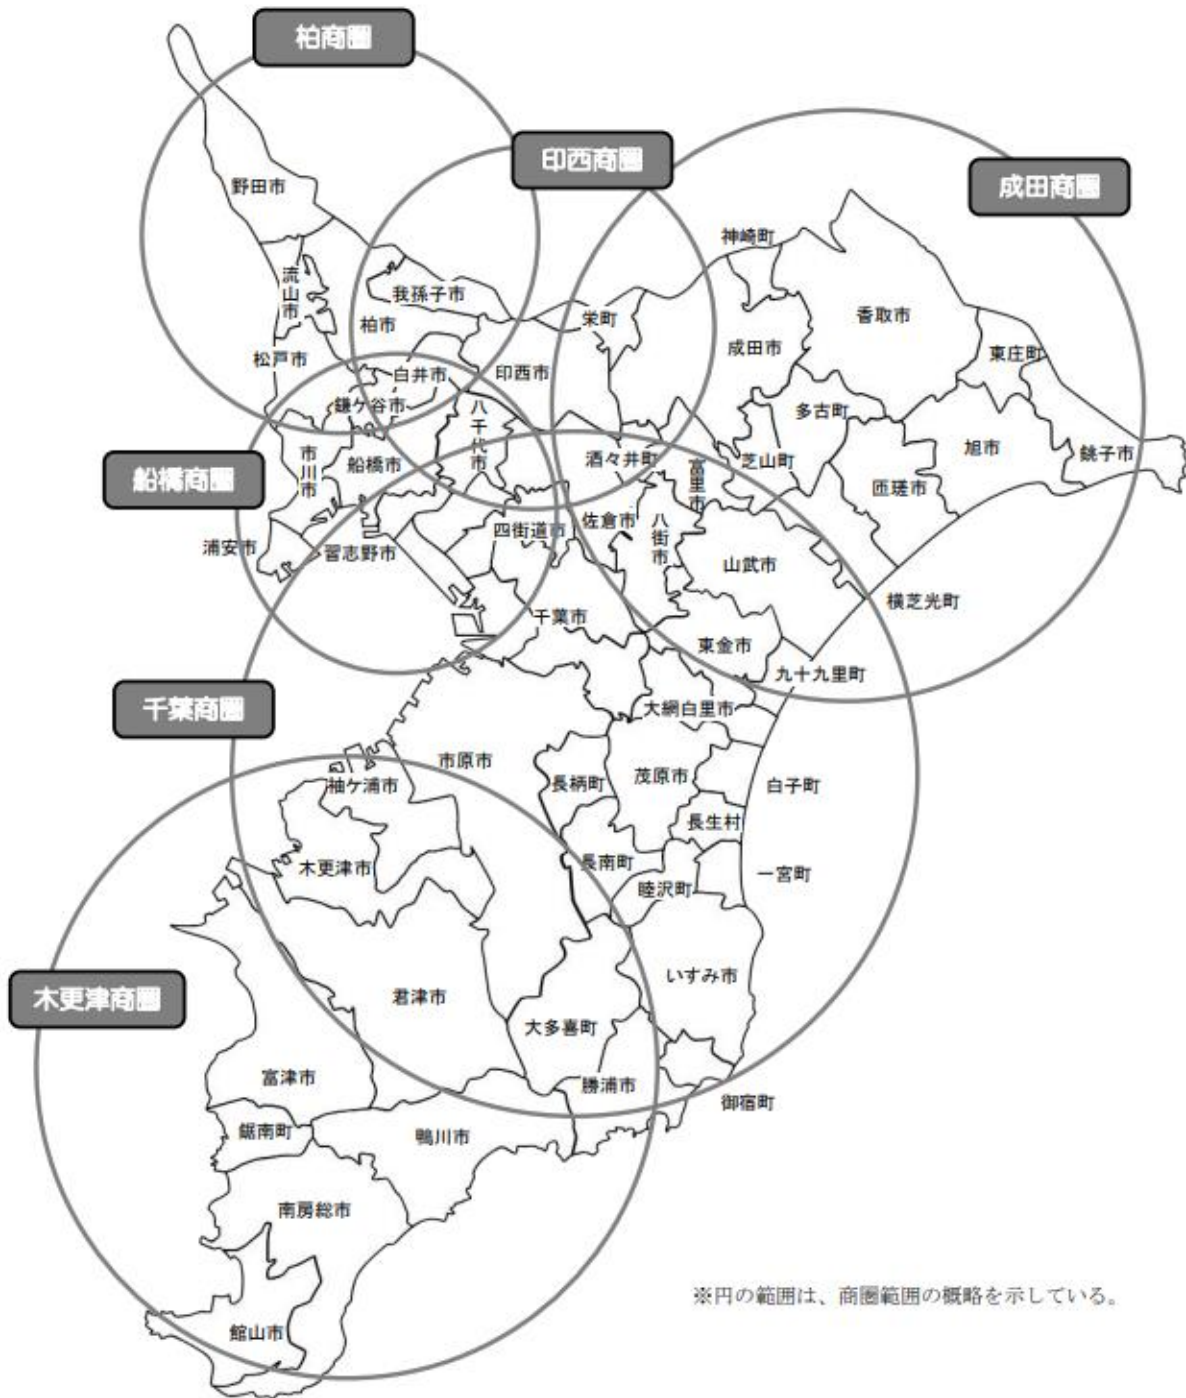 柏商圏
印西商圏
成田商圏
野田市
神崎町
流山市
我孫子市
栄町
香取市
柏市
成田市
東庄町
松戸市
白井市
印西市
鎌ケ谷市
八千代市
多古町
市川市
船橋市
酒々井町
芝山町
旭市
銚子市
船橋商圏
富里市
匝瑳市
浦安市
習志野市
四街道市
佐倉市
八街市
山武市
横芝光町
千葉市
東金市
九十九里町
千葉商圏
大網白里市
市原市
袖ケ浦市
長柄町
茂原市
白子町
長生村
木更津市
長南町
一宮町
睦沢町
木更津商圏
君津市
いすみ市
大多喜町
富津市
勝浦市
御宿町
鋸南町
鴨川市
南房総市
館山市
※円の範囲は、商圏範囲の概略を示している。